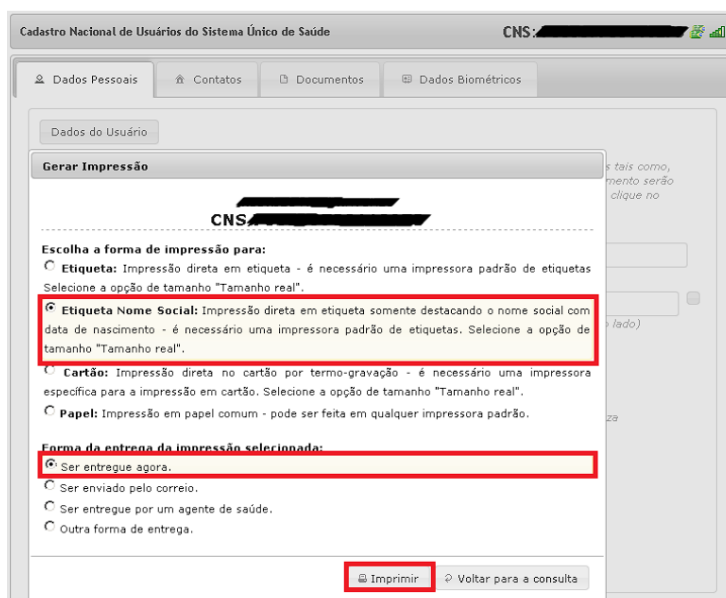 Cadastro Nacional de Usuários do Sistema Único de Saúde
CNS:
Dados Pessoais
Contatos
Documentos
Dados Biométricos
Dados do Usuário
Gerar Impressão
s tais como,
mento serão
clique no
CNS
Escolha a forma de impressão para:
Etiqueta: Impressão direta em etiqueta - é necessário uma impressora padrão de etiquetas
Selecione a opção de tamanho "Tamanho real".
Etiqueta Nome Social: Impressão direta em etiqueta somente destacando o nome social com
data de nascimento - é necessário uma impressora padrão de etiquetas. Selecione a opção de
tamanho "Tamanho real".
lado)
Cartão: Impressão direta no cartão por termo-gravação - é necessário uma impressora
específica para a impressão em cartão. Selecione a opção de tamanho "Tamanho real".
Papel: Impressão em papel comum - pode ser feita em qualquer impressora padrão.
za
Forma da entrega da impressão selecionada:
Ser entregue agora.
Ser enviado pelo correio.
Ser entregue por um agente de saúde.
Outra forma de entrega.
Imprimir
Voltar para a consulta